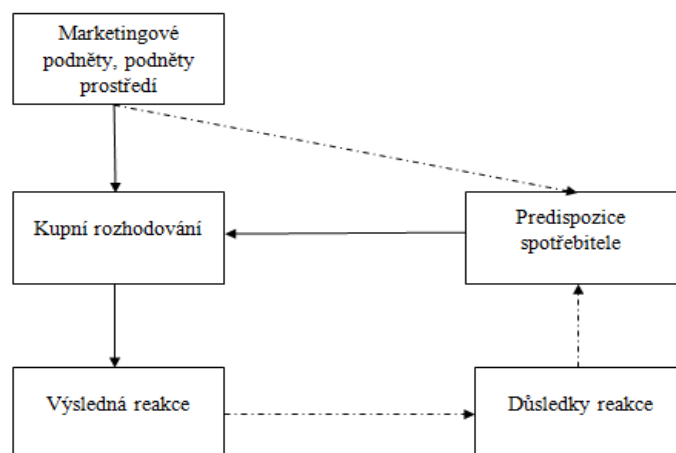 Marketingové
podněty, podněty
prostředí
Kupní rozhodování
Predispozice
spotřebitele
Výsledná reakce
Důsledky reakce